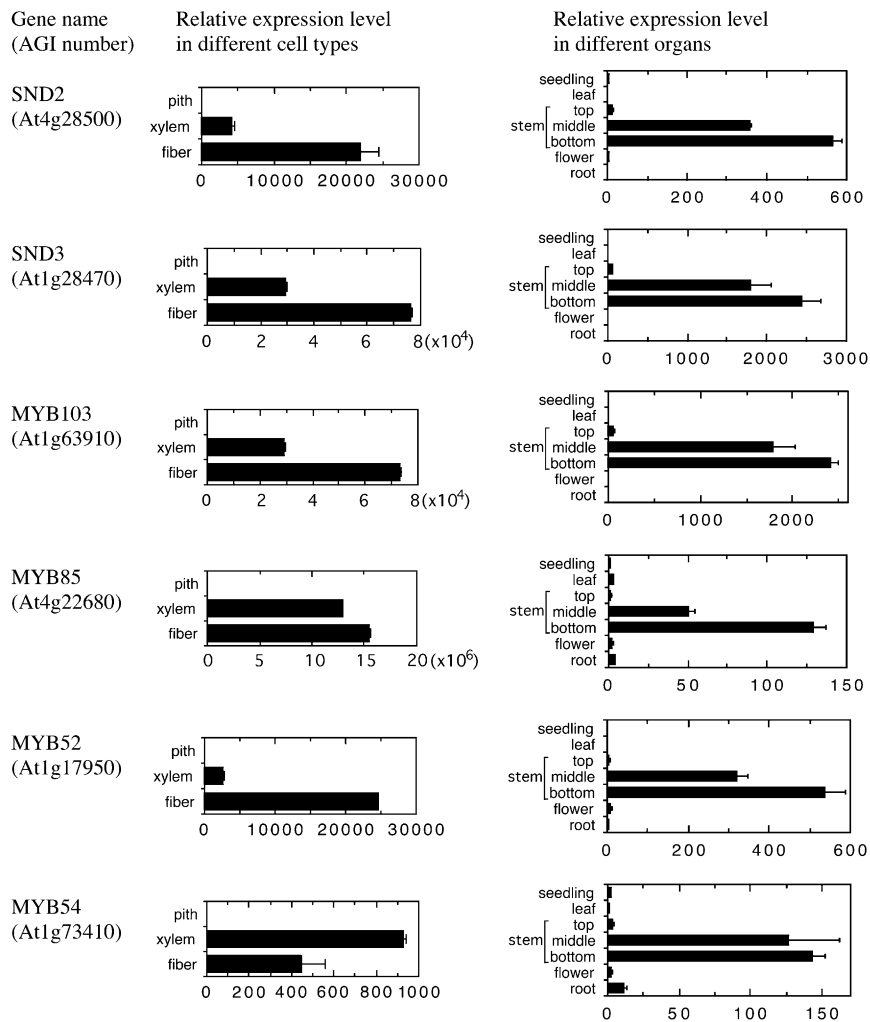 Gene name Relative expression level Relative expression level
(AGI number) in different cell types in different organs
SND2
(At4g28500)
pith
xylem
fiber
0 10000 20000 30000
seedling
leaf
top
stem middle
bottom
flower
root
0 200 400 600
SND3
(At1g28470)
pith
xylem
fiber
0 2 4 6 8(x10⁴)
seedling
leaf
top
stem middle
bottom
flower
root
0 1000 2000 3000
MYB103
(At1g63910)
pith
xylem
fiber
0 2 4 6 8(x10⁴)
seedling
leaf
top
stem middle
bottom
flower
root
0 1000 2000
MYB85
(At4g22680)
pith
xylem
fiber
0 5 10 15 20(x10⁶)
seedling
leaf
top
stem middle
bottom
flower
root
0 50 100 150
MYB52
(At1g17950)
pith
xylem
fiber
0 10000 20000 30000
seedling
leaf
top
stem middle
bottom
flower
root
0 200 400 600
MYB54
(At1g73410)
pith
xylem
fiber
0 200 400 600 800 1000
seedling
leaf
top
stem middle
bottom
flower
root
0 50 100 150